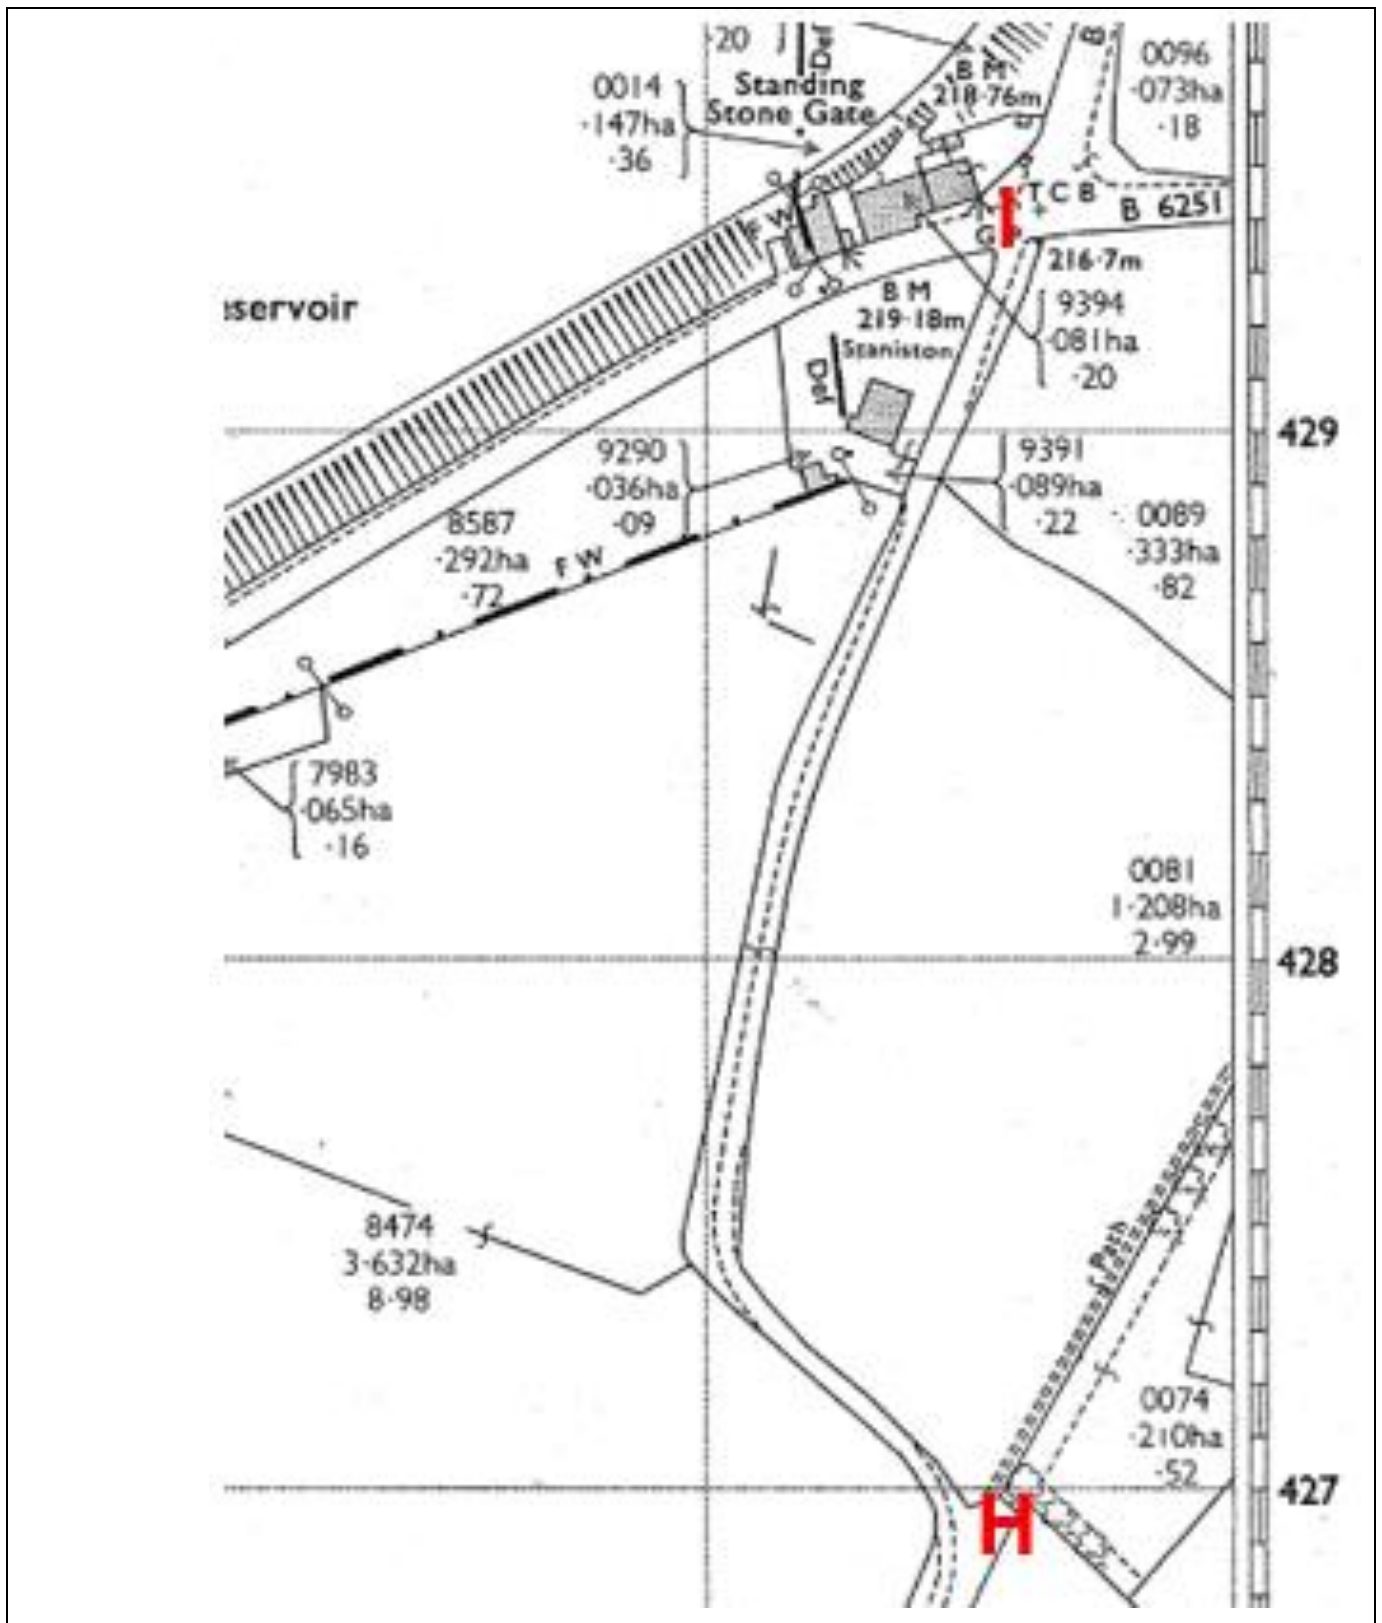 ·20
Def
B
B M
218·76m
0096
·073ha
·18
0014
·147ha
·36
Standing
Stone Gate
F W
T C B
B 6251
I
G P
216·7m
eservoir
B M
219·18m
Staniston
Def
9394
·081ha
·20
429
9290
·036ha
·09
9391
·089ha
·22
0089
·333ha
·82
8587
·292ha
·72
F W
7983
·065ha
·16
0081
1·208ha
2·99
428
8474
3·632ha
8·98
Path
0074
·210ha
·52
427
H